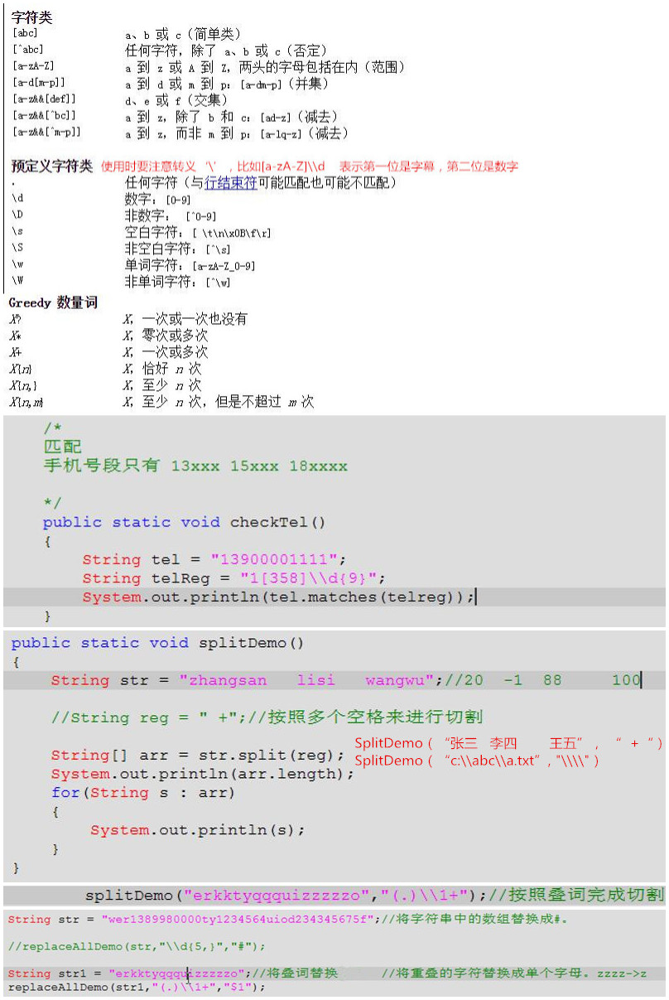 字符类
[abc] a、b 或 c（简单类）
[^abc] 任何字符，除了 a、b 或 c（否定）
[a-zA-Z] a 到 z 或 A 到 Z，两头的字母包括在内（范围）
[a-d[m-p]] a 到 d 或 m 到 p：[a-dm-p]（并集）
[a-z&&[def]] d、e 或 f（交集）
[a-z&&[^bc]] a 到 z，除了 b 和 c：[ad-z]（减去）
[a-z&&[^m-p]] a 到 z，而非 m 到 p：[a-lq-z]（减去）
预定义字符类 使用时要注意转义‘\’，比如[a-zA-Z]\\d 表示第一位是字幕，第二位是数字
. 任何字符（与行结束符可能匹配也可能不匹配）
\d 数字：[0-9]
\D 非数字： [^0-9]
\s 空白字符：[ \t\n\x0B\f\r]
\S 非空白字符：[^\s]
\w 单词字符：[a-zA-Z_0-9]
\W 非单词字符：[^\w]
Greedy 数量词
X? X，一次或一次也没有
X* X，零次或多次
X+ X，一次或多次
X{n} X，恰好 n 次
X{n,} X，至少 n 次
X{n,m} X，至少 n 次，但是不超过 m 次
/*
匹配
手机号段只有 13xxx 15xxx 18xxxx
*/
public static void checkTel()
{
String tel = "13900001111";
String telReg = "1[358]\\d{9}";
System.out.println(tel.matches(telreg));
}
public static void splitDemo()
{
String str = "zhangsan   lisi   wangwu";//20  -1  88     100
//String reg = " +";//按照多个空格来进行切割
SplitDemo（ “张三   李四      王五”， “ + ”）
String[] arr = str.split(reg);
SplitDemo（ “c:\\abc\\a.txt”, "\\\\" ）
System.out.println(arr.length);
for(String s : arr)
{
System.out.println(s);
}
}
splitDemo("erkktyqqquizzzzzo","(.)\\1+");//按照叠词完成切割
String str = "wer1389980000ty1234564uiod234345675f";//将字符串中的数组替换成#。
//replaceAllDemo(str,"\\d{5,}","#");
String str1 = "erkktyqqquizzzzzo";//将叠词替换      //将重叠的字符替换成单个字母。zzzz->z
replaceAllDemo(str1,"(.)\\1+","$1");